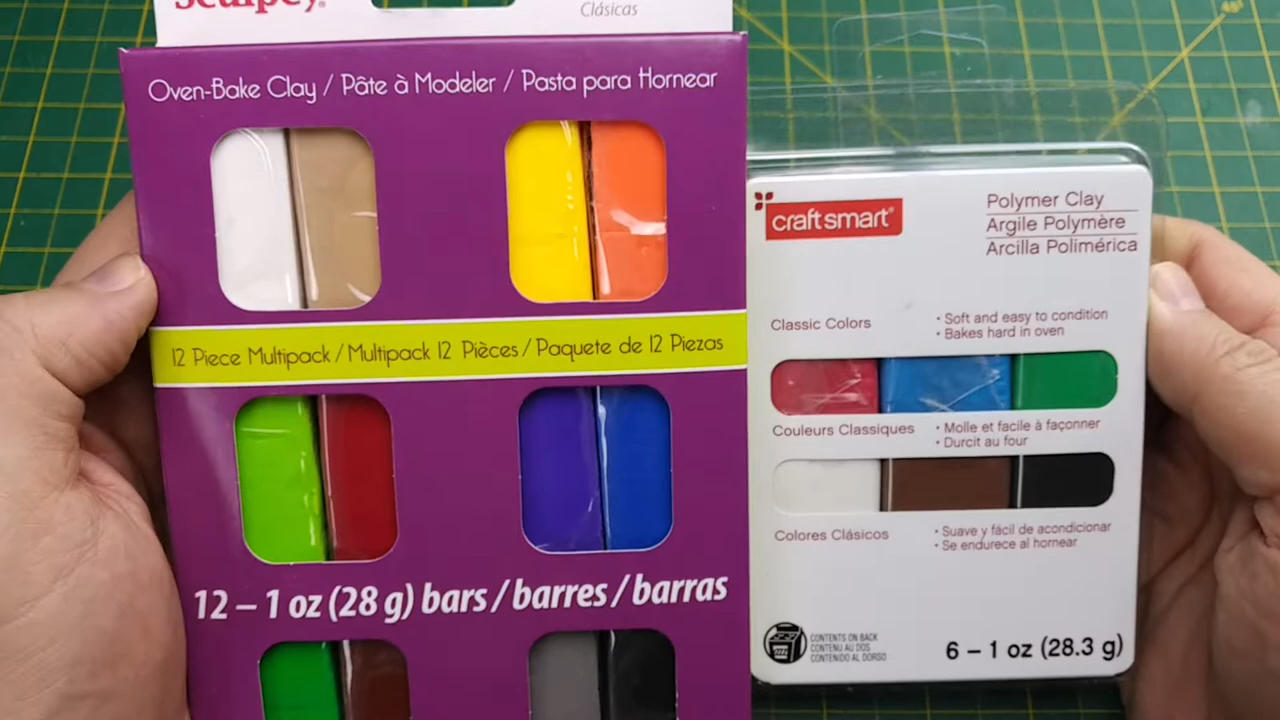 Sculpey®
Clásicas
Oven-Bake Clay / Pâte à Modeler / Pasta para Hornear
12 Piece Multipack / Multipack 12 Pièces / Paquete de 12 Piezas
12 – 1 oz (28 g) bars / barres / barras
craft smart®
Polymer Clay
Argile Polymère
Arcilla Polimérica
Classic Colors
• Soft and easy to condition
• Bakes hard in oven
Couleurs Classiques
• Molle et facile à façonner
• Durcit au four
Colores Clásicos
• Suave y fácil de acondicionar
• Se endurece al hornear
CONTENTS ON BACK
CONTENU AU DOS
CONTENIDO AL DORSO
6 – 1 oz (28.3 g)